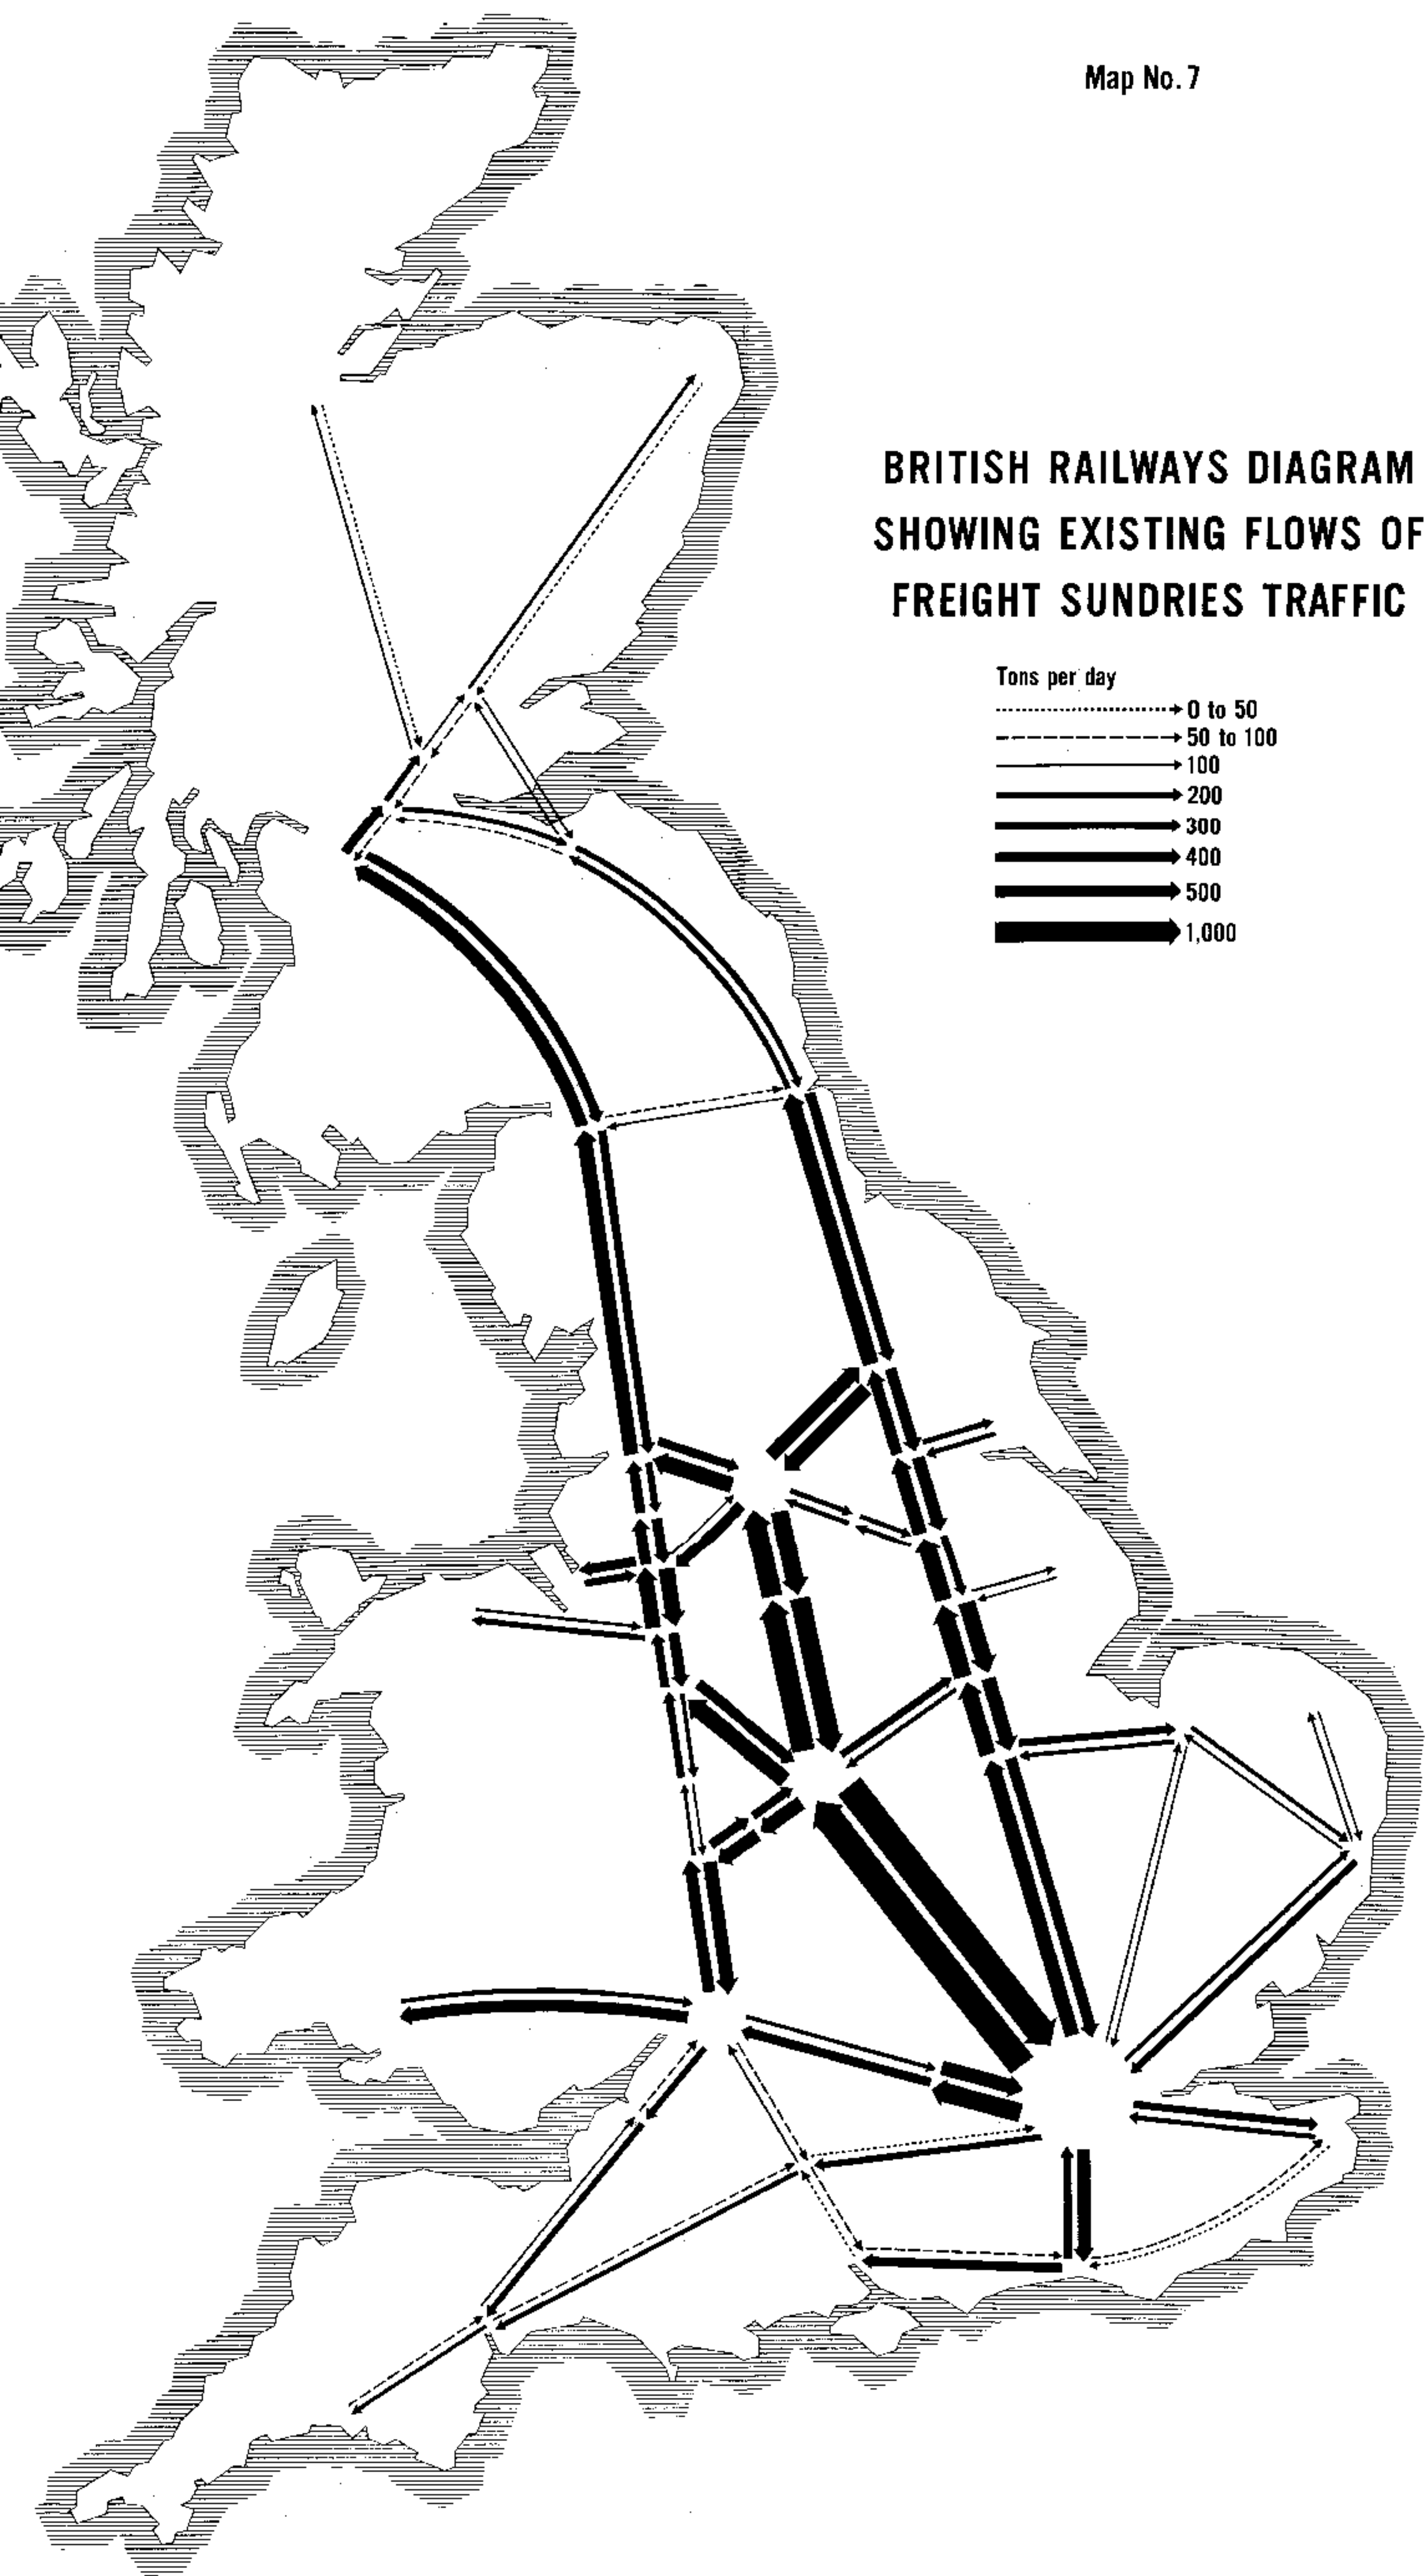 Map No. 7
BRITISH RAILWAYS DIAGRAM
SHOWING EXISTING FLOWS OF
FREIGHT SUNDRIES TRAFFIC
Tons per day
0 to 50
50 to 100
100
200
300
400
500
1,000